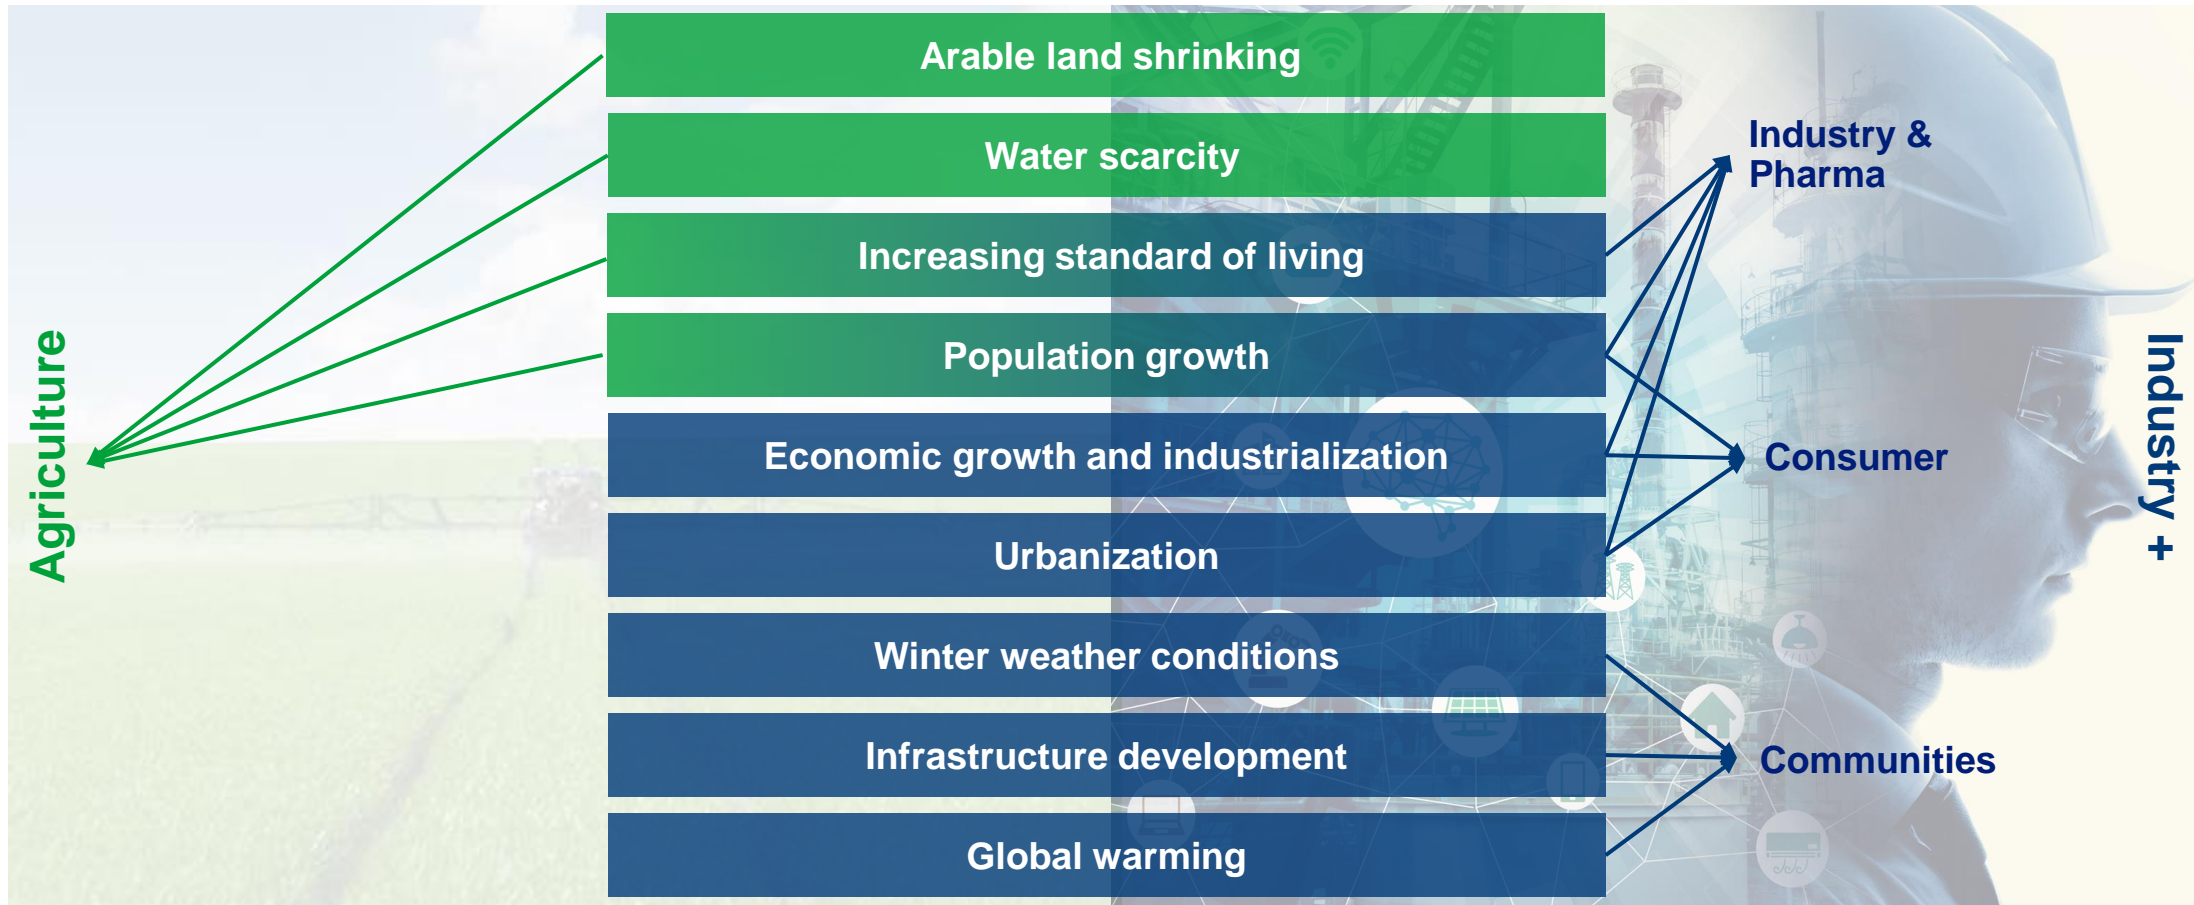 Agriculture
Arable land shrinking
Water scarcity
Increasing standard of living
Population growth
Economic growth and industrialization
Urbanization
Winter weather conditions
Infrastructure development
Global warming
Industry &
Pharma
Consumer
Communities
Industry +